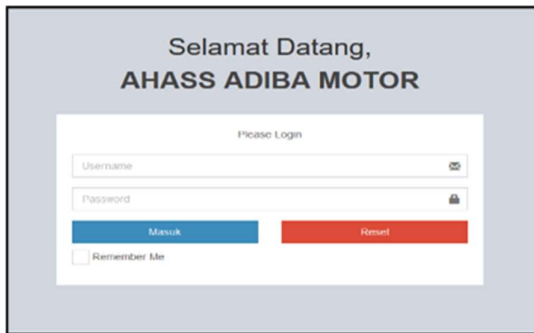 Selamat Datang,
AHASS ADIBA MOTOR
Please Login
Username
Password
Masuk
Reset
Remember Me